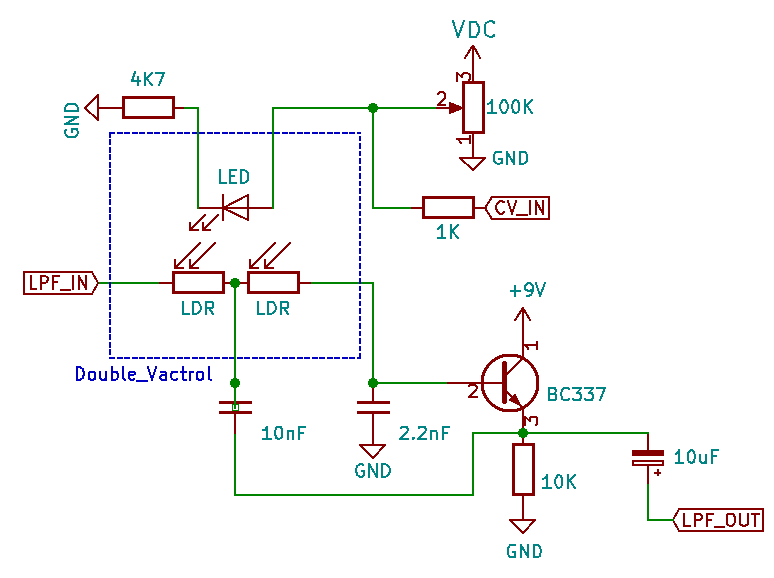 VDC
4K7
3
2
100K
GND
1
GND
LED
CV_IN
1K
LPF_IN
LDR
LDR
+9V
1
Double_Vactrol
2
BC337
3
10nF
2.2nF
GND
10uF
+
10K
LPF_OUT
GND